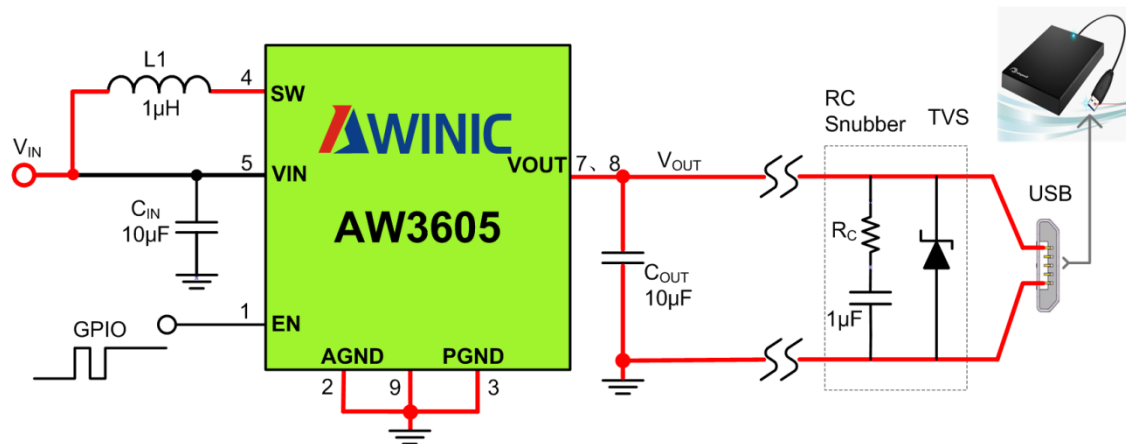 L1
1µH
4
SW
V_IN
5
VIN
C_IN
10µF
GPIO
1
EN
AWINIC
AW3605
VOUT
7、8
V_OUT
C_OUT
10µF
AGND
PGND
2
9
3
RC
Snubber
TVS
R_C
1µF
USB